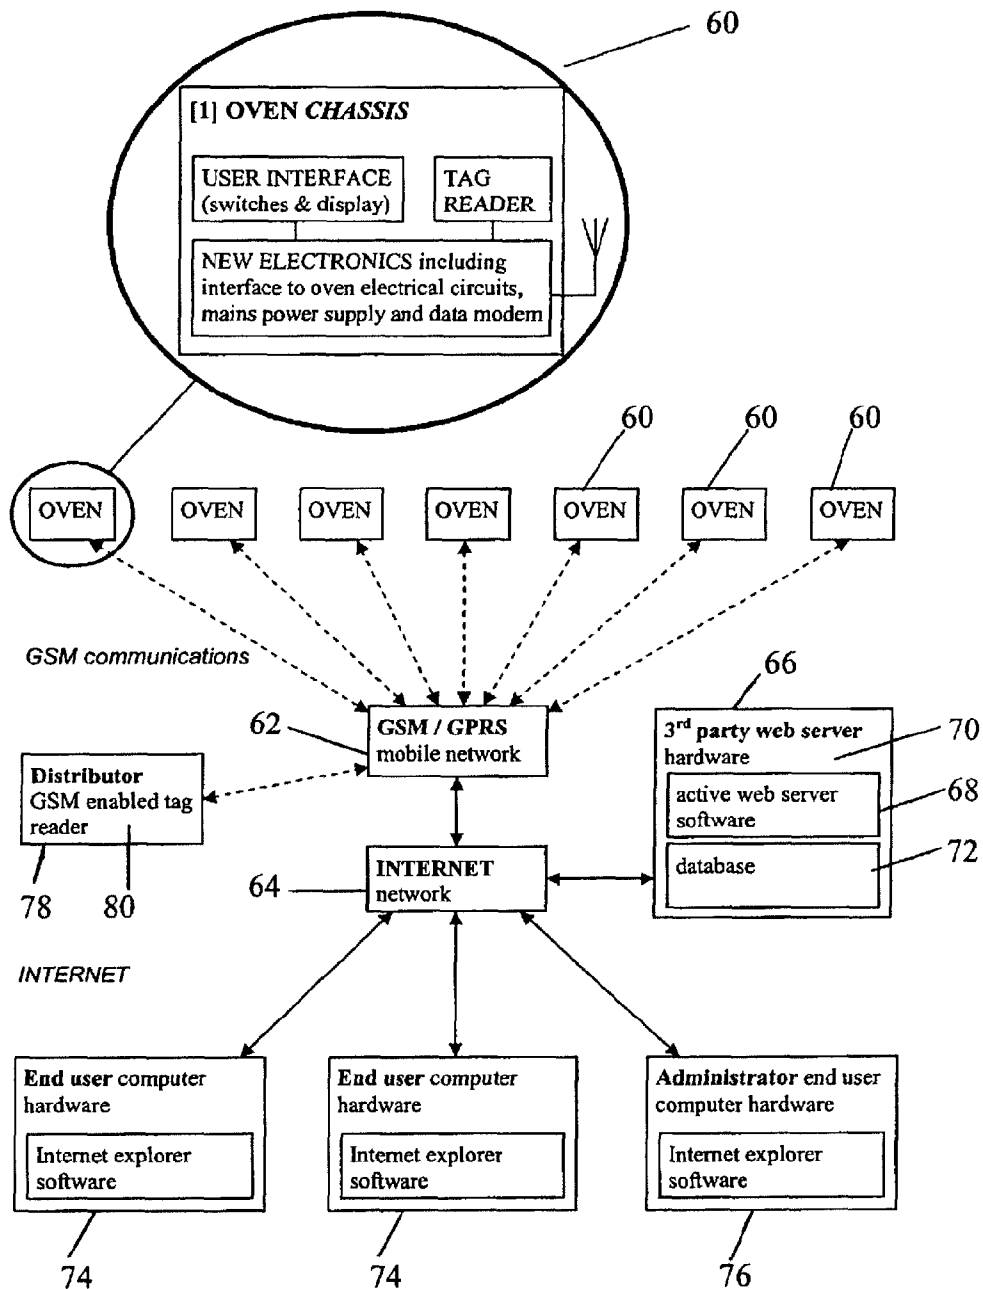 60
[1] OVEN CHASSIS
USER INTERFACE
(switches & display)
TAG
READER
NEW ELECTRONICS including
interface to oven electrical circuits,
mains power supply and data modem
60
60
60
OVEN
OVEN
OVEN
OVEN
OVEN
OVEN
OVEN
GSM communications
62
GSM / GPRS
mobile network
66
3rd party web server
hardware
70
active web server
software
68
database
72
Distributor
GSM enabled tag
reader
78
80
64
INTERNET
network
INTERNET
End user computer
hardware
Internet explorer
software
End user computer
hardware
Internet explorer
software
Administrator end user
computer hardware
Internet explorer
software
74
74
76